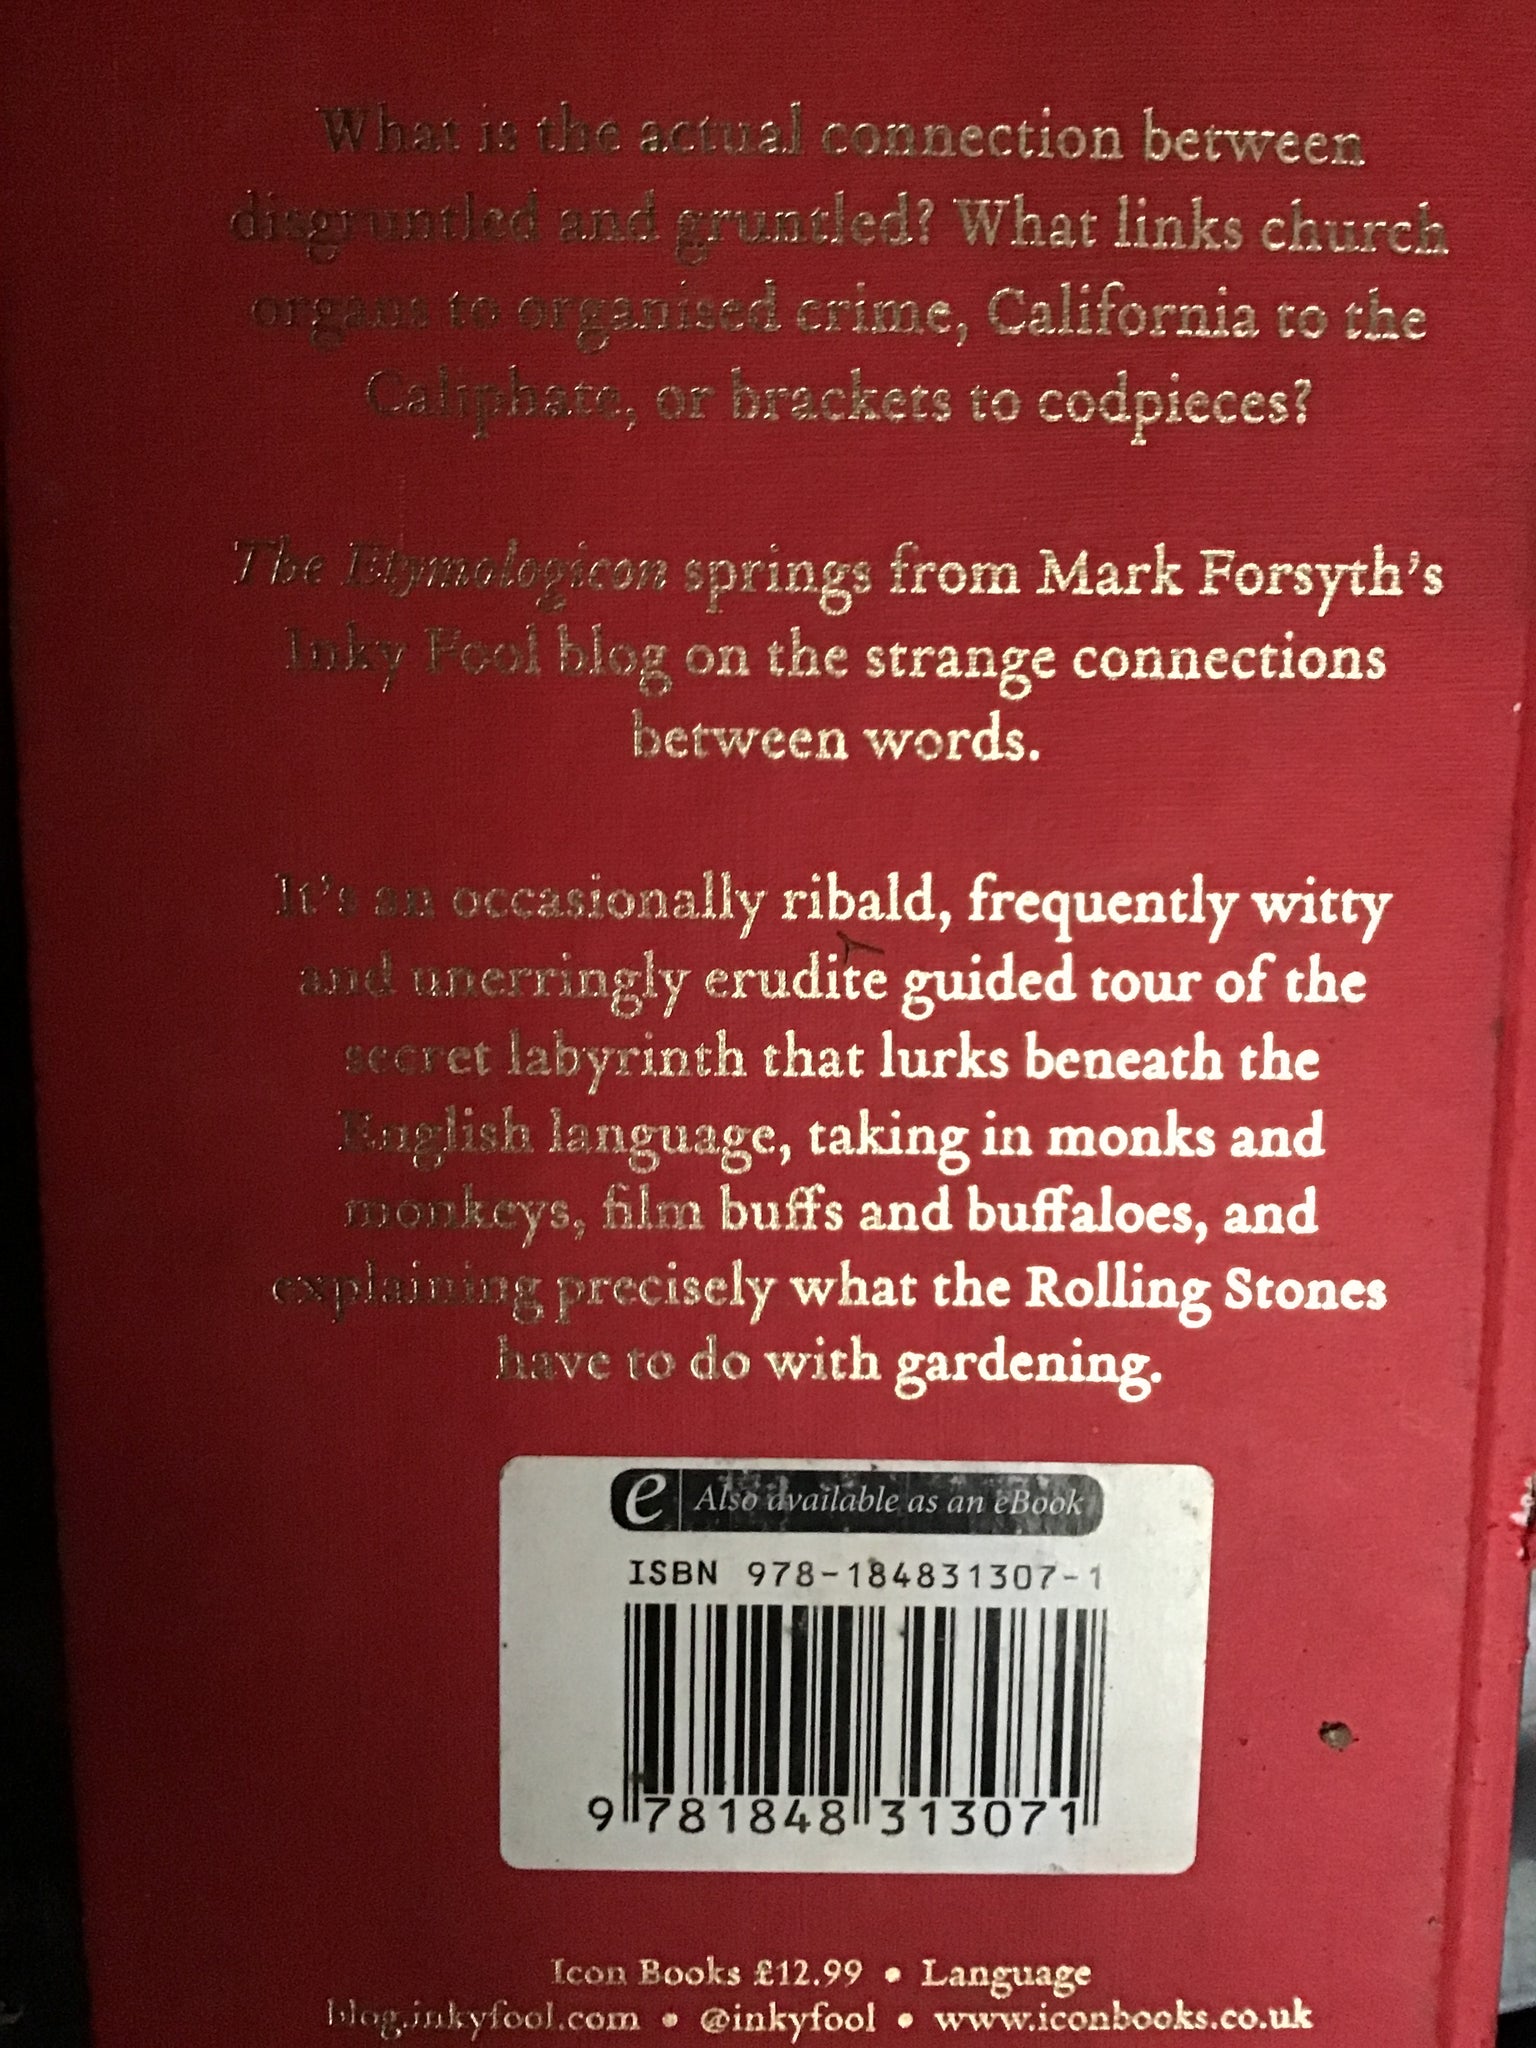 What is the actual connection between
disgruntled and gruntled? What links church
organs to organised crime, California to the
Caliphate, or brackets to codpieces?
The Etymologicon springs from Mark Forsyth's
Inky Fool blog on the strange connections
between words.
It's an occasionally ribald, frequently witty
and unerringly erudite guided tour of the
secret labyrinth that lurks beneath the
English language, taking in monks and
monkeys, film buffs and buffaloes, and
explaining precisely what the Rolling Stones
have to do with gardening.
e Also available as an eBook
ISBN 978-184831307-1
9 781848 313071
Icon Books £12.99 • Language
blog.inkyfool.com • @inkyfool • www.iconbooks.co.uk